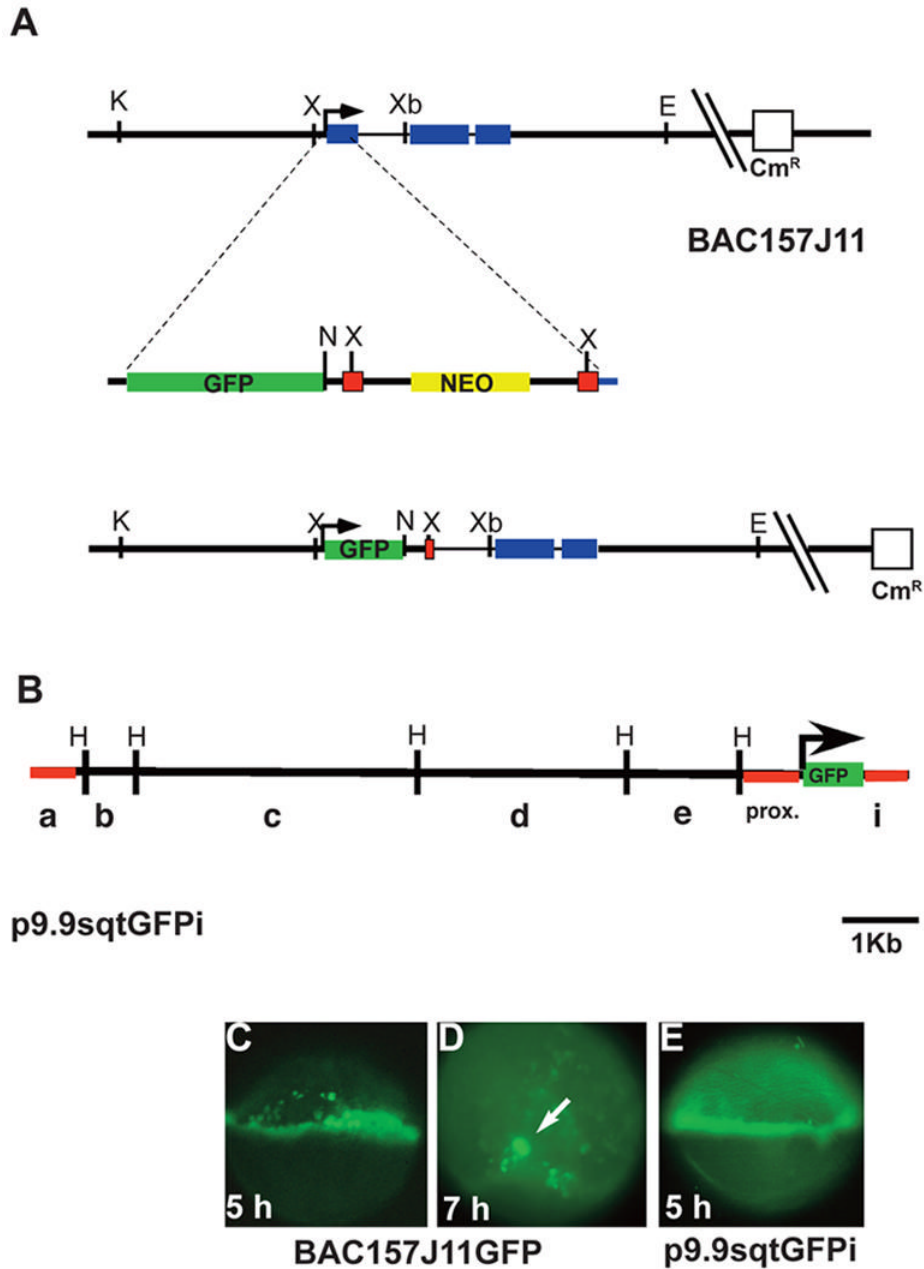 A
K X Xb E
Cm^R
BAC157J11
N X X
GFP NEO
K X N X Xb E
GFP
Cm^R
B
H H H H H
GFP
a b c d e prox. i
p9.9sqtGFPi
1Kb
C D E
5 h 7 h 5 h
BAC157J11GFP p9.9sqtGFPi